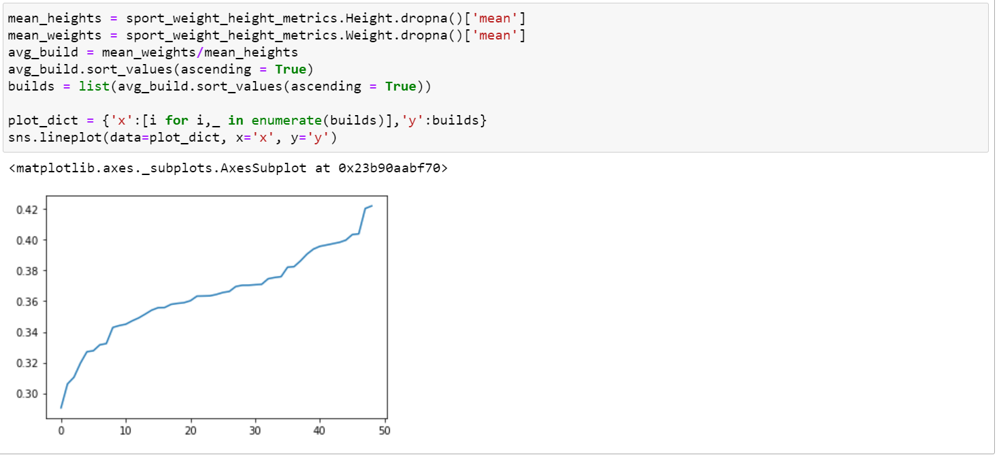 mean_heights = sport_weight_height_metrics.Height.dropna()['mean']
mean_weights = sport_weight_height_metrics.Weight.dropna()['mean']
avg_build = mean_weights/mean_heights
avg_build.sort_values(ascending = True)
builds = list(avg_build.sort_values(ascending = True))
plot_dict = {'x':[i for i,_ in enumerate(builds)],'y':builds}
sns.lineplot(data=plot_dict, x='x', y='y')
<matplotlib.axes._subplots.AxesSubplot at 0x23b90aabf70>
0.42
0.40
0.38
0.36
0.34
0.32
0.30
0 10 20 30 40 50